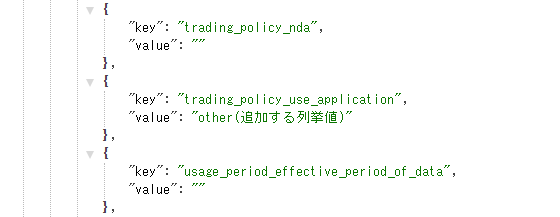 {
"key": "trading_policy_nda",
"value": ""
},
{
"key": "trading_policy_use_application",
"value": "other(追加する列挙値)"
},
{
"key": "usage_period_effective_period_of_data",
"value": ""
},